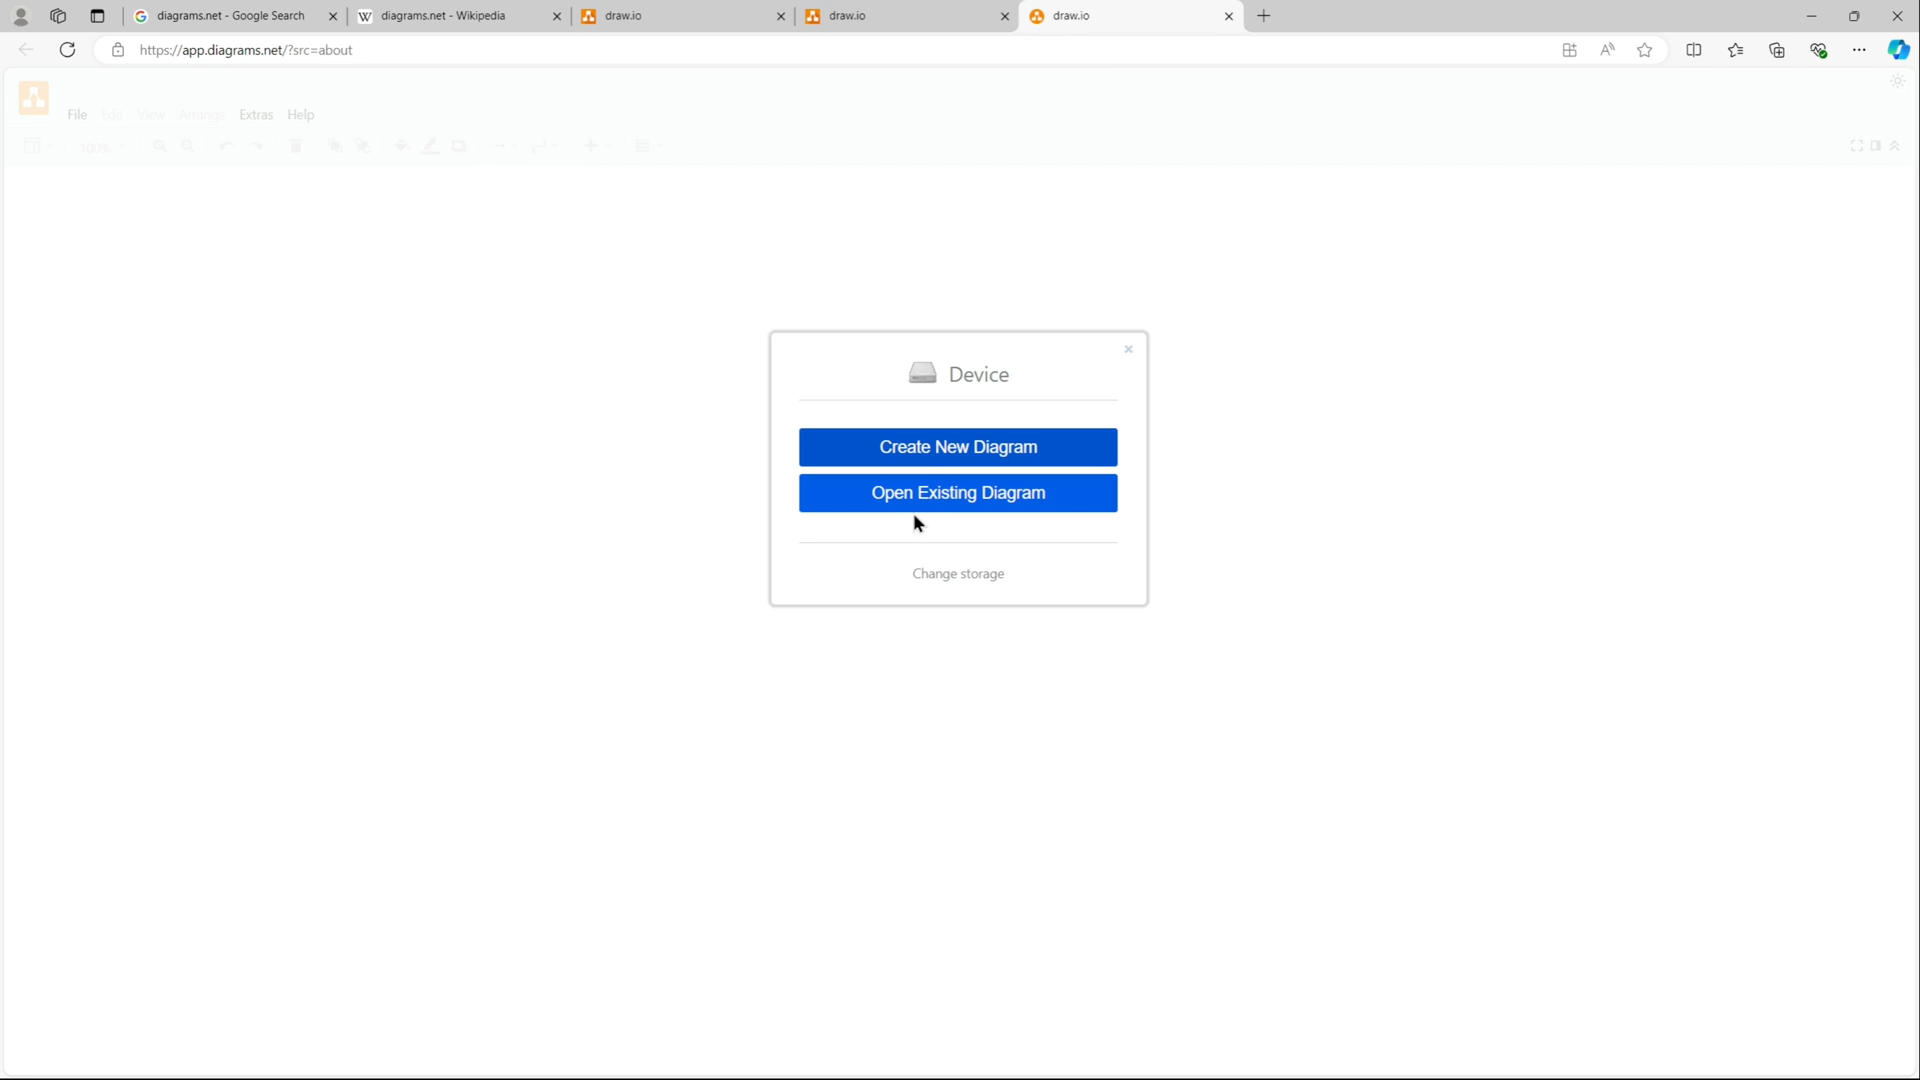 diagrams.net - Google Search
diagrams.net - Wikipedia
draw.io
draw.io
draw.io
https://app.diagrams.net/?src=about
File Edit View Arrange Extras Help
100%
Device
Create New Diagram
Open Existing Diagram
Change storage